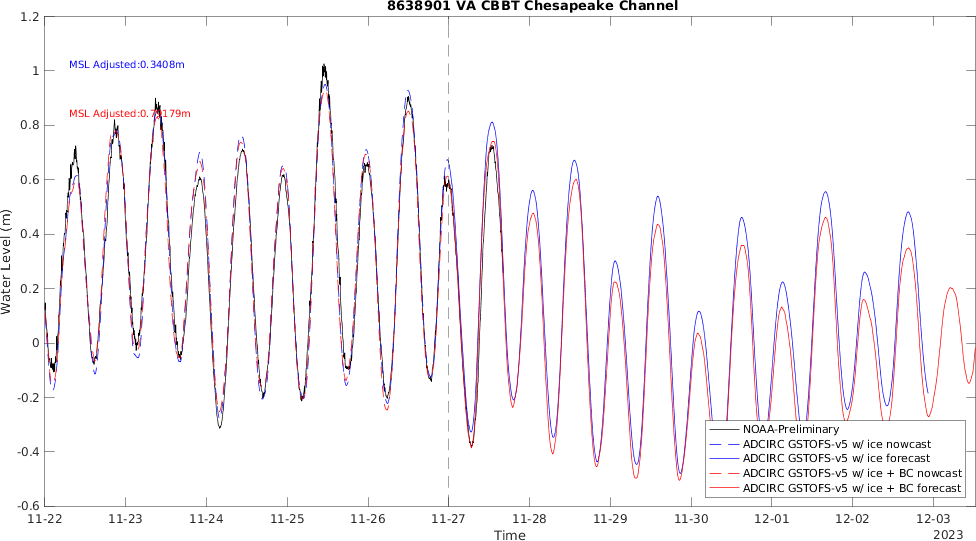 8638901 VA CBBT Chesapeake Channel
Water Level (m)
1.2
1
0.8
0.6
0.4
0.2
0
-0.2
-0.4
-0.6
MSL Adjusted:0.3408m
MSL Adjusted:
NOAA-Preliminary
ADCIRC GSTOFS-v5 w/ ice nowcast
ADCIRC GSTOFS-v5 w/ ice forecast
ADCIRC GSTOFS-v5 w/ ice + BC nowcast
ADCIRC GSTOFS-v5 w/ ice + BC forecast
11-22 11-23 11-24 11-25 11-26 11-27 11-28 11-29 11-30 12-01 12-02 12-03
Time
2023